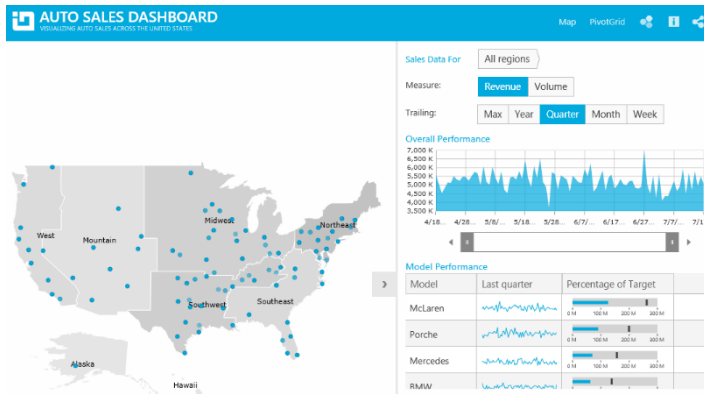 AUTO SALES DASHBOARD
VISUALIZING AUTO SALES ACROSS THE UNITED STATES
Map PivotGrid
Sales Data For All regions
Measure: Revenue Volume
Trailing: Max Year Quarter Month Week
Overall Performance
7,000 K
6,500 K
6,000 K
5,500 K
5,000 K
4,500 K
4,000 K
3,500 K
4/18... 4/28... 5/8/... 5/18... 5/28... 6/7/... 6/17... 6/27... 7/7/... 7/1
West
Mountain
Midwest
Northeast
Southwest
Southeast
Alaska
Hawaii
Model Performance
Model Last quarter Percentage of Target
McLaren
0 M 100 M 200 M 300 M
Porche
0 M 100 M 200 M 300 M
Mercedes
0 M 100 M 200 M 300 M
BMW